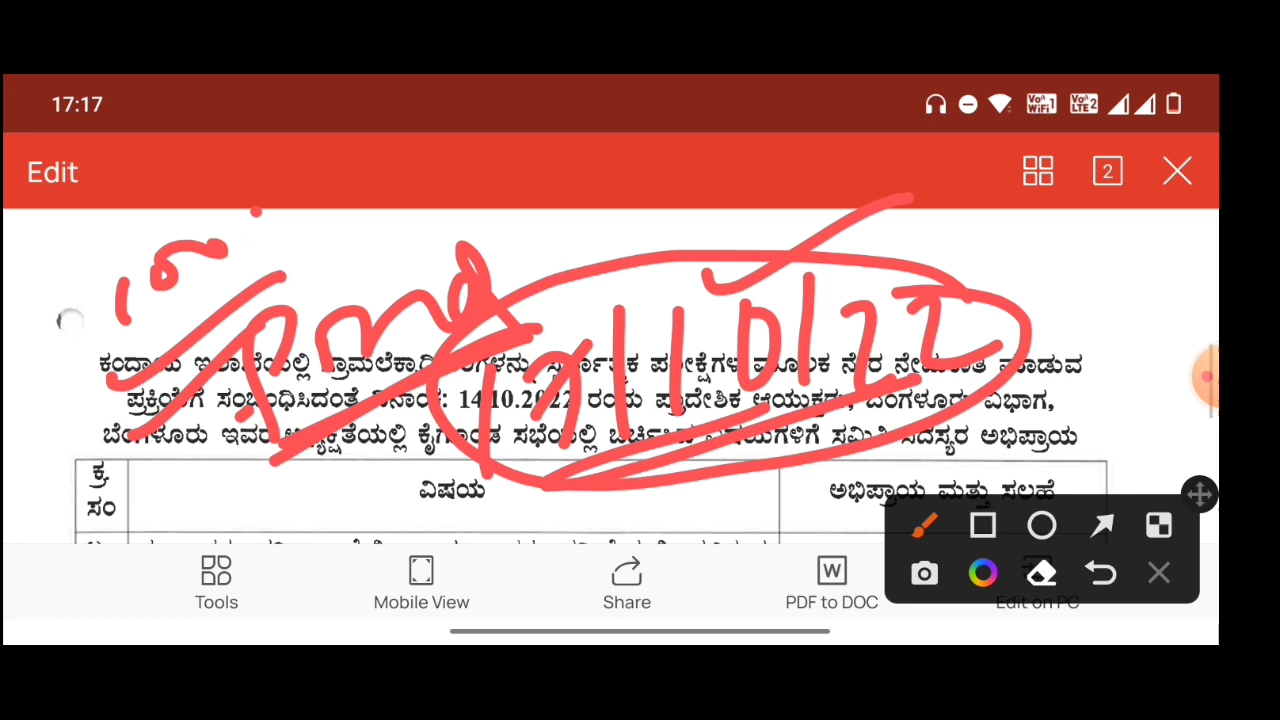 17:17
Edit
2
ಕಂದಾಯ ಇಲಾಖೆಯಲ್ಲಿ ಗ್ರಾಮಲೆಕ್ಕಾಧಿಕಾರಿಗಳನ್ನು ಸ್ಪರ್ಧಾತ್ಮಕ ಪರೀಕ್ಷೆಗಳ ಮೂಲಕ ನೇರ ನೇಮಕಾತಿ ಮಾಡುವ
ಪ್ರಕ್ರಿಯೆಗೆ ಸಂಬಂಧಿಸಿದಂತೆ ದಿನಾಂಕ: 14.10.2022 ರಂದು ಪ್ರಾದೇಶಿಕ ಆಯುಕ್ತರು, ಬೆಂಗಳೂರು ವಿಭಾಗ,
ಬೆಂಗಳೂರು ಇವರ ಅಧ್ಯಕ್ಷತೆಯಲ್ಲಿ ಕೈಗೊಂಡ ಸಭೆಯಲ್ಲಿ ಚರ್ಚಿಸಿದ ವಿಷಯಗಳಿಗೆ ಸಮಿತಿ ಸದಸ್ಯರ ಅಭಿಪ್ರಾಯ
ಕ್ರ. ಸಂ
ವಿಷಯ
ಅಭಿಪ್ರಾಯ ಮತ್ತು ಸಲಹೆ
Tools
Mobile View
Share
PDF to DOC
Edit on PC